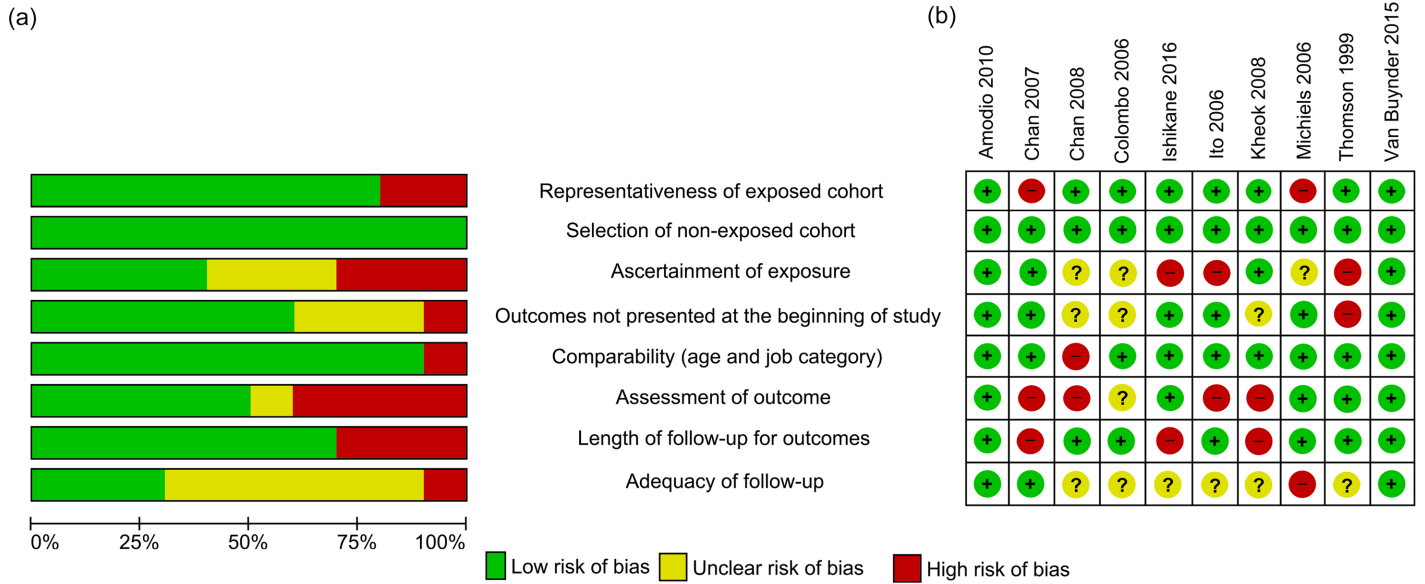 (a)
(b)
Amodio 2010
Chan 2007
Chan 2008
Colombo 2006
Ishikane 2016
Ito 2006
Kheok 2008
Michiels 2006
Thomson 1999
Van Buynder 2015
Representativeness of exposed cohort
+ − + + + + + − + +
Selection of non-exposed cohort
+ + + + + + + + + +
Ascertainment of exposure
+ + ? ? − − + ? − +
Outcomes not presented at the beginning of study
+ + ? ? + + ? + − +
Comparability (age and job category)
+ + − + + + + + + +
Assessment of outcome
+ − − ? + − − + + +
Length of follow-up for outcomes
+ − + + − + − + + +
Adequacy of follow-up
+ + ? ? ? ? ? − ? +
0% 25% 50% 75% 100%
Low risk of bias
Unclear risk of bias
High risk of bias